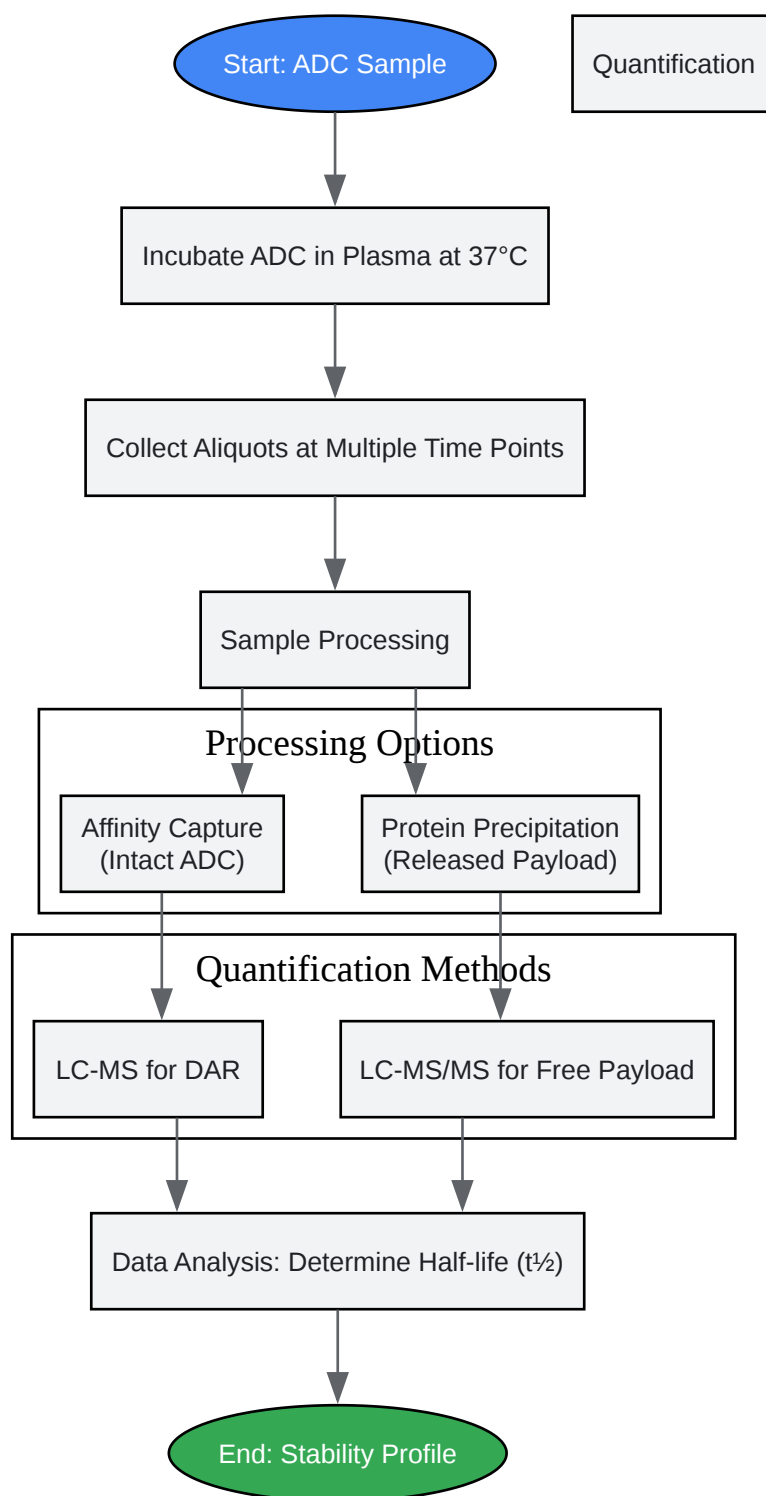 Start: ADC Sample
Quantification
Incubate ADC in Plasma at 37°C
Collect Aliquots at Multiple Time Points
Sample Processing
Processing Options
Affinity Capture
(Intact ADC)
Protein Precipitation
(Released Payload)
Quantification Methods
LC-MS for DAR
LC-MS/MS for Free Payload
Data Analysis: Determine Half-life (t½)
End: Stability Profile